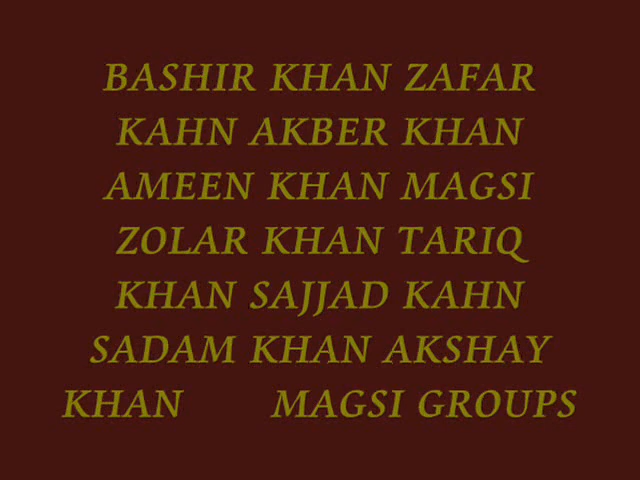 BASHIR KHAN ZAFAR
KAHN AKBER KHAN
AMEEN KHAN MAGSI
ZOLAR KHAN TARIQ
KHAN SAJJAD KAHN
SADAM KHAN AKSHAY
KHAN MAGSI GROUPS